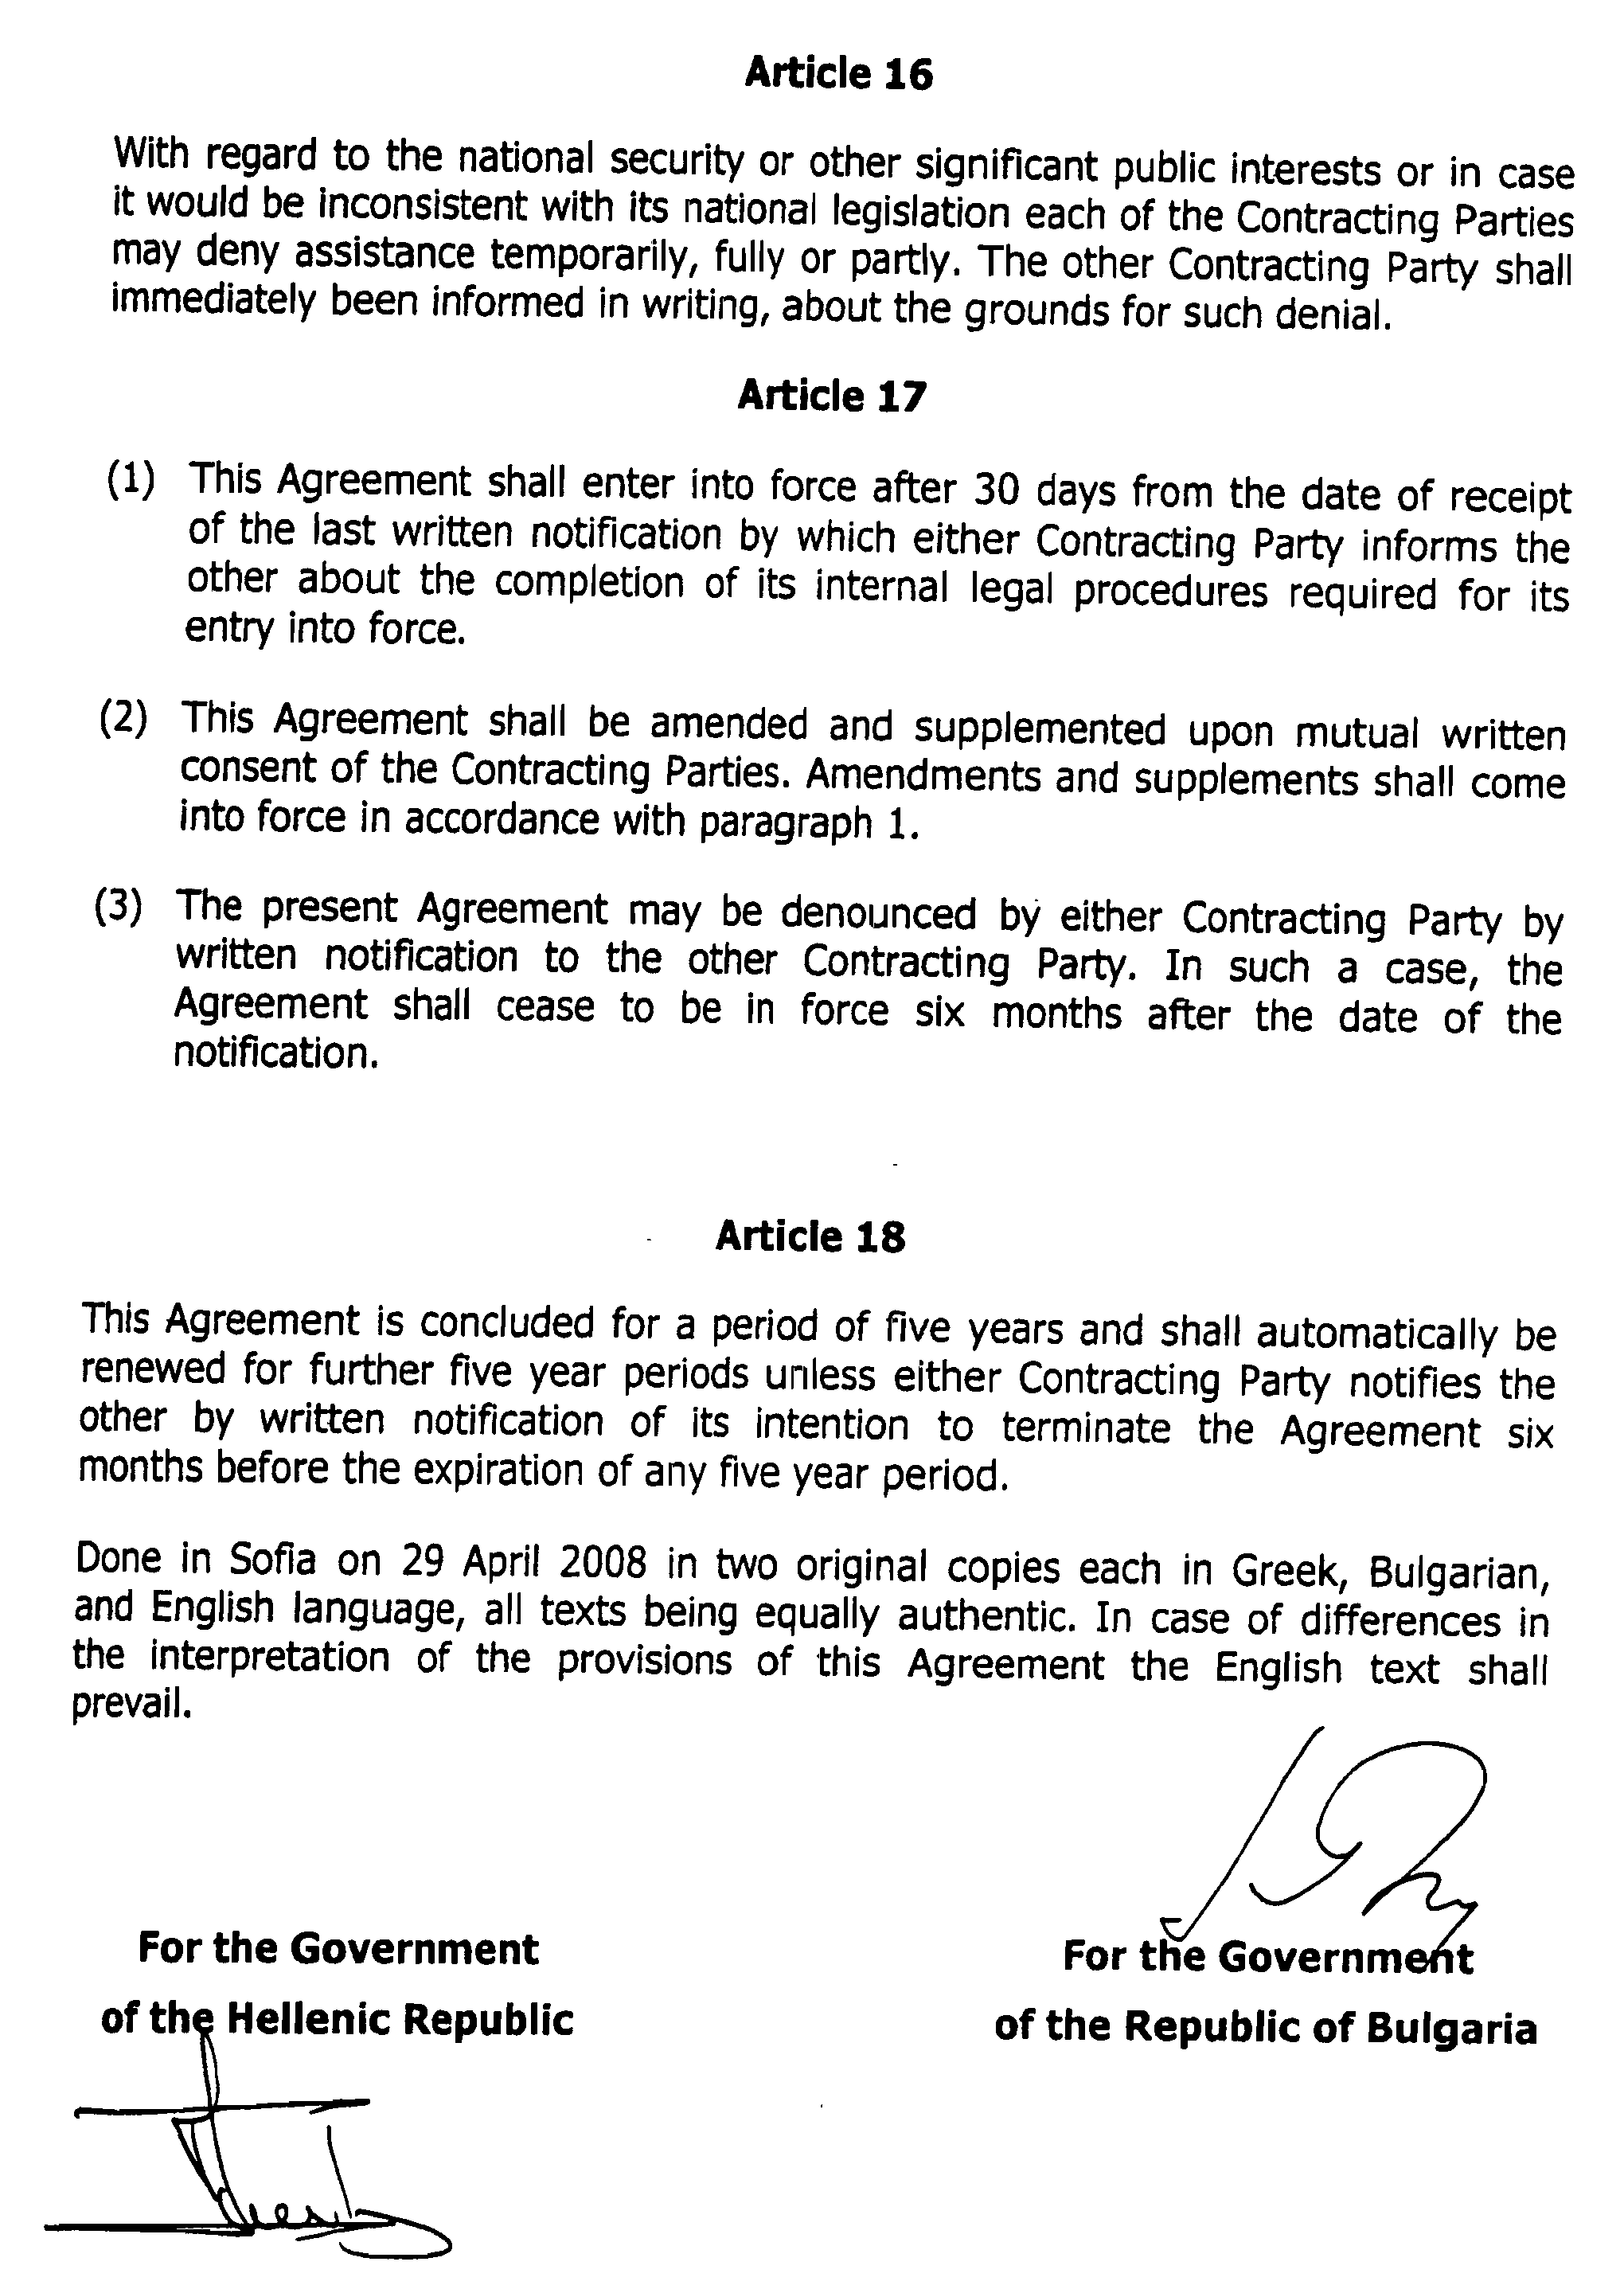 Article 16
With regard to the national security or other significant public interests or in case
it would be inconsistent with its national legislation each of the Contracting Parties
may deny assistance temporarily, fully or partly. The other Contracting Party shall
immediately been informed in writing, about the grounds for such denial.
Article 17
(1) This Agreement shall enter into force after 30 days from the date of receipt
of the last written notification by which either Contracting Party informs the
other about the completion of its internal legal procedures required for its
entry into force.
(2) This Agreement shall be amended and supplemented upon mutual written
consent of the Contracting Parties. Amendments and supplements shall come
into force in accordance with paragraph 1.
(3) The present Agreement may be denounced by either Contracting Party by
written notification to the other Contracting Party. In such a case, the
Agreement shall cease to be in force six months after the date of the
notification.
Article 18
This Agreement is concluded for a period of five years and shall automatically be
renewed for further five year periods unless either Contracting Party notifies the
other by written notification of its intention to terminate the Agreement six
months before the expiration of any five year period.
Done in Sofia on 29 April 2008 in two original copies each in Greek, Bulgarian,
and English language, all texts being equally authentic. In case of differences in
the interpretation of the provisions of this Agreement the English text shall
prevail.
For the Government
of the Hellenic Republic
For the Government
of the Republic of Bulgaria